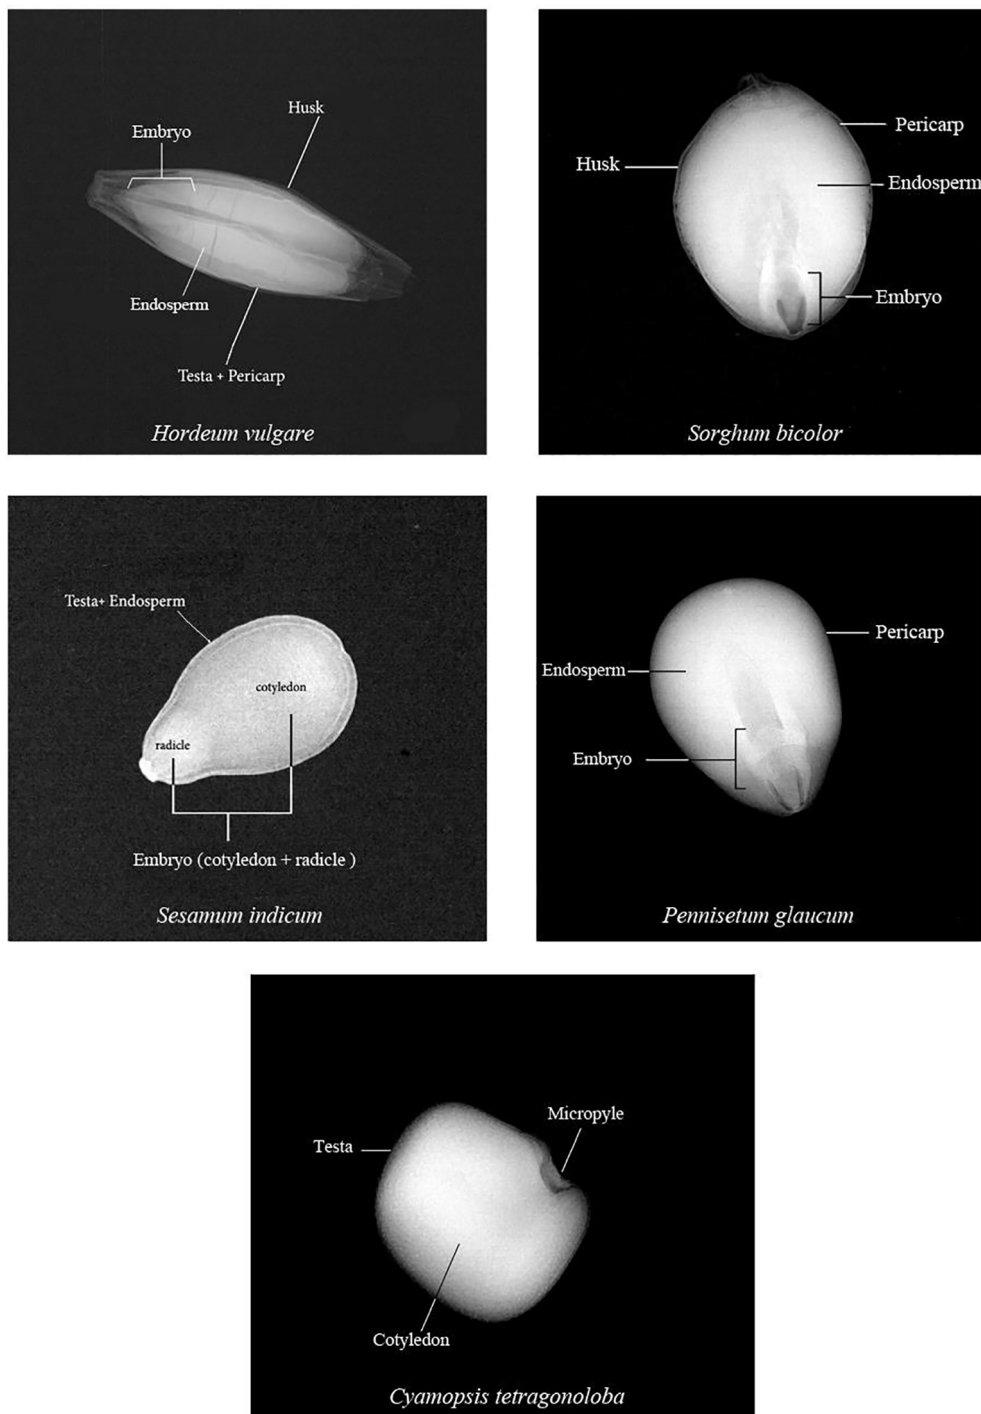 Husk
Embryo
Endosperm
Testa + Pericarp
Hordeum vulgare
Pericarp
Husk
Endosperm
Embryo
Sorghum bicolor
Testa+ Endosperm
cotyledon
radicle
Embryo (cotyledon + radicle )
Sesamum indicum
Pericarp
Endosperm
Embryo
Pennisetum glaucum
Micropyle
Testa
Cotyledon
Cyamopsis tetragonoloba